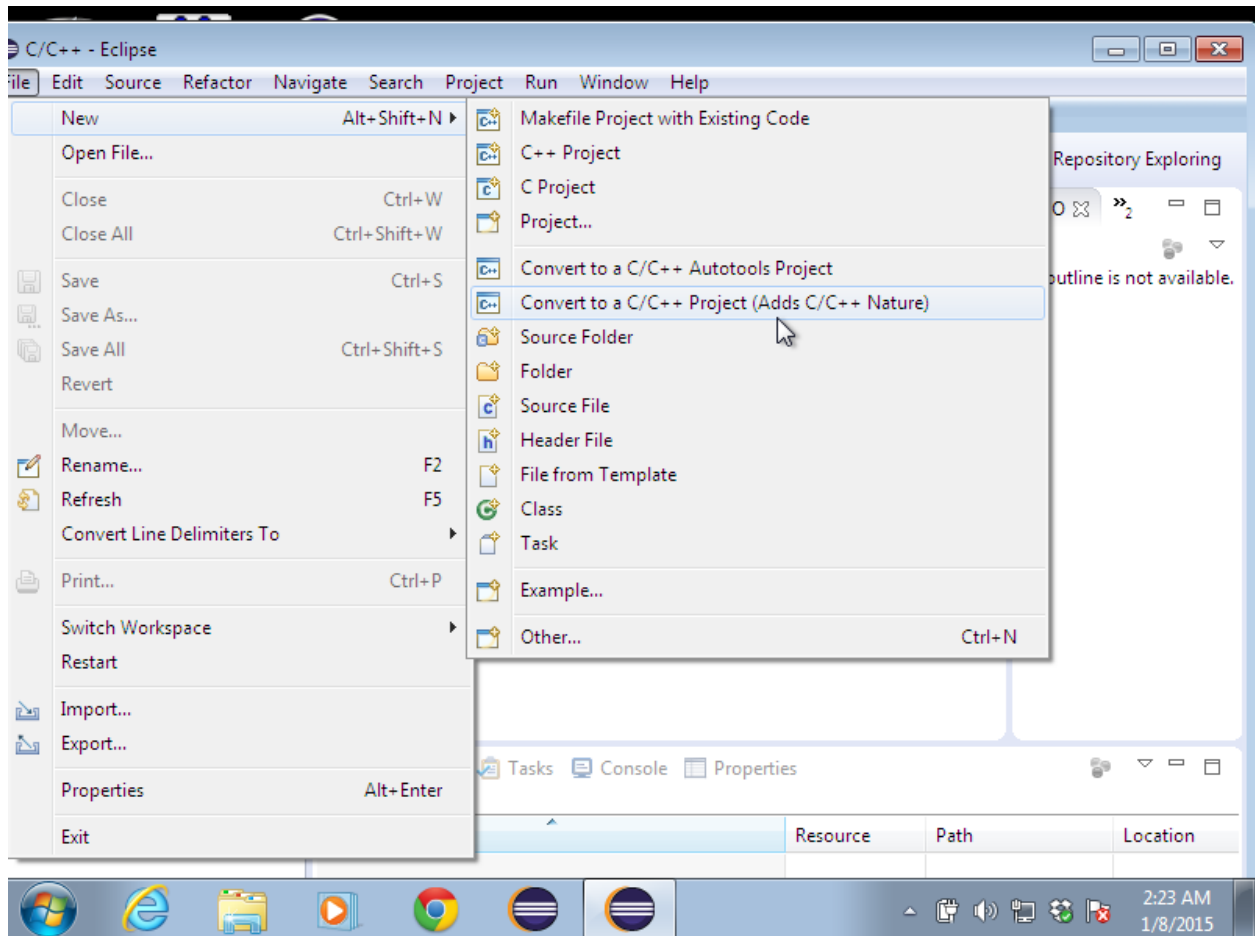 C/C++ - Eclipse
File Edit Source Refactor Navigate Search Project Run Window Help
New Alt+Shift+N
Open File...
Close Ctrl+W
Close All Ctrl+Shift+W
Save Ctrl+S
Save As...
Save All Ctrl+Shift+S
Revert
Move...
Rename... F2
Refresh F5
Convert Line Delimiters To
Print... Ctrl+P
Switch Workspace
Restart
Import...
Export...
Properties Alt+Enter
Exit
Makefile Project with Existing Code
C++ Project
C Project
Project...
Convert to a C/C++ Autotools Project
Convert to a C/C++ Project (Adds C/C++ Nature)
Source Folder
Folder
Source File
Header File
File from Template
Class
Task
Example...
Other... Ctrl+N
Repository Exploring
O
2
outline is not available.
Tasks Console Properties
Resource Path Location
2:23 AM
1/8/2015